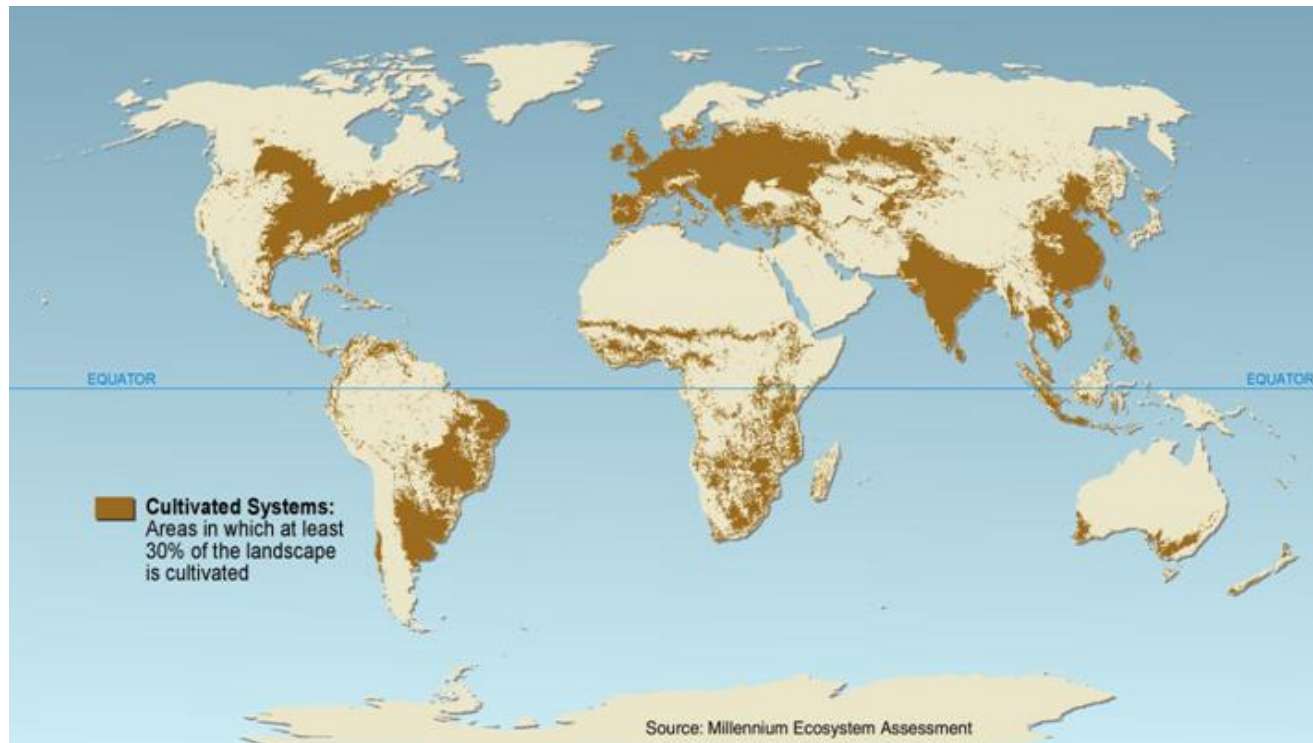 EQUATOR
EQUATOR
Cultivated Systems:
Areas in which at least
30% of the landscape
is cultivated
Source: Millennium Ecosystem Assessment